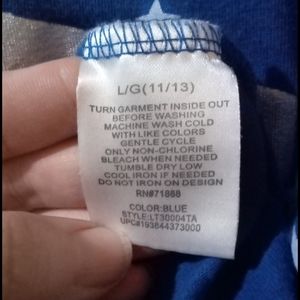 L/G(11/13)
TURN GARMENT INSIDE OUT
BEFORE WASHING
MACHINE WASH COLD
WITH LIKE COLORS
GENTLE CYCLE
ONLY NON-CHLORINE
BLEACH WHEN NEEDED
TUMBLE DRY LOW
COOL IRON IF NEEDED
DO NOT IRON ON DESIGN
RN#71868
COLOR:BLUE
STYLE:LT30004TA
UPC#193644373000